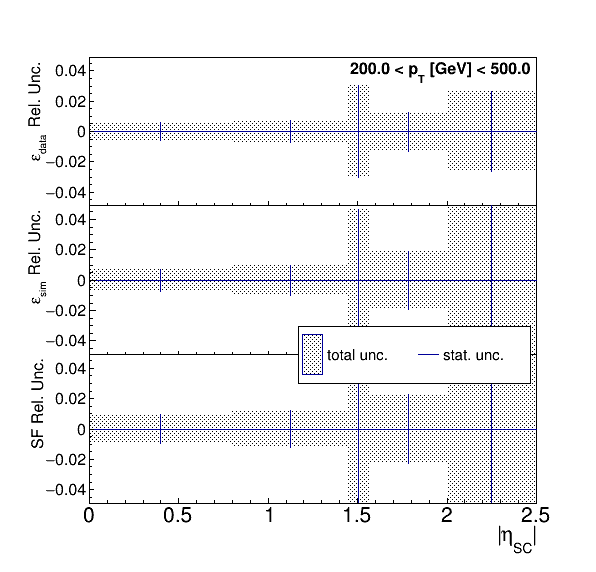 200.0 < p_T [GeV] < 500.0
ε_data Rel. Unc.
0.04
0.02
0
−0.02
−0.04
ε_sim Rel. Unc.
0.04
0.02
0
−0.02
−0.04
total unc. stat. unc.
SF Rel. Unc.
0.04
0.02
0
−0.02
−0.04
0 0.5 1 1.5 2 2.5
|η_SC|